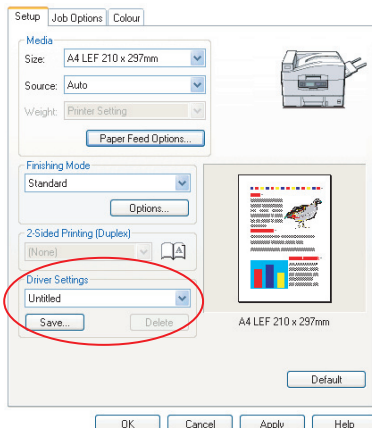 Setup Job Options Colour
Media
Size: A4 LEF 210 x 297mm
Source: Auto
Weight: Printer Setting
Paper Feed Options...
Finishing Mode
Standard
Options...
2-Sided Printing (Duplex)
(None)
A
Driver Settings
Untitled
Save... Delete
A4 LEF 210 x 297mm
Default
OK Cancel Apply Help